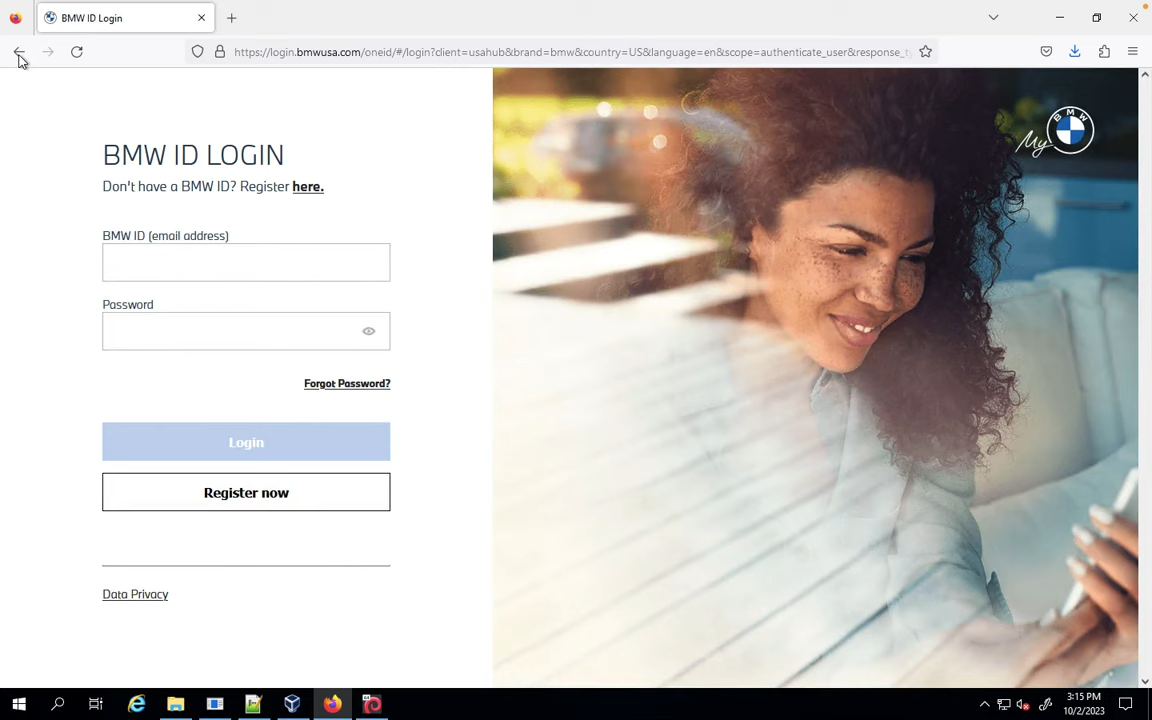 BMW ID Login
https://login.bmwusa.com/oneid/#/login?client=usahub&brand=bmw&country=US&language=en&scope=authenticate_user&response_
My BMW
BMW ID LOGIN
Don't have a BMW ID? Register here.
BMW ID (email address)
Password
Forgot Password?
Login
Register now
Data Privacy
3:15 PM
10/2/2023